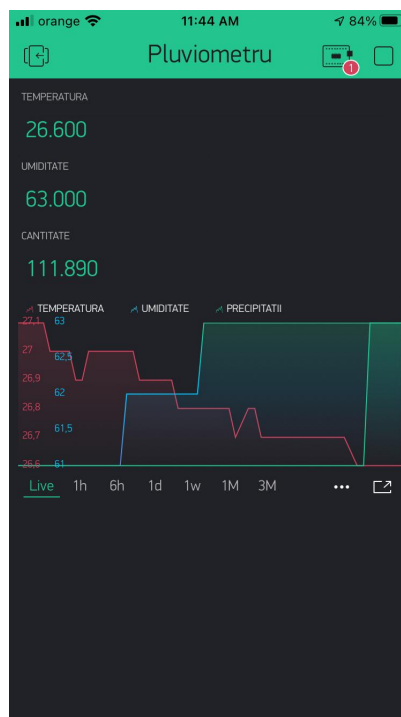 orange 11:44 AM 84%
Pluviometru
1
TEMPERATURA
26.600
UMIDITATE
63.000
CANTITATE
111.890
TEMPERATURA UMIDITATE PRECIPITATII
27,1 63
27 62,5
26,9
62
26,8
61,5
26,7
26,6 61
Live 1h 6h 1d 1w 1M 3M ...